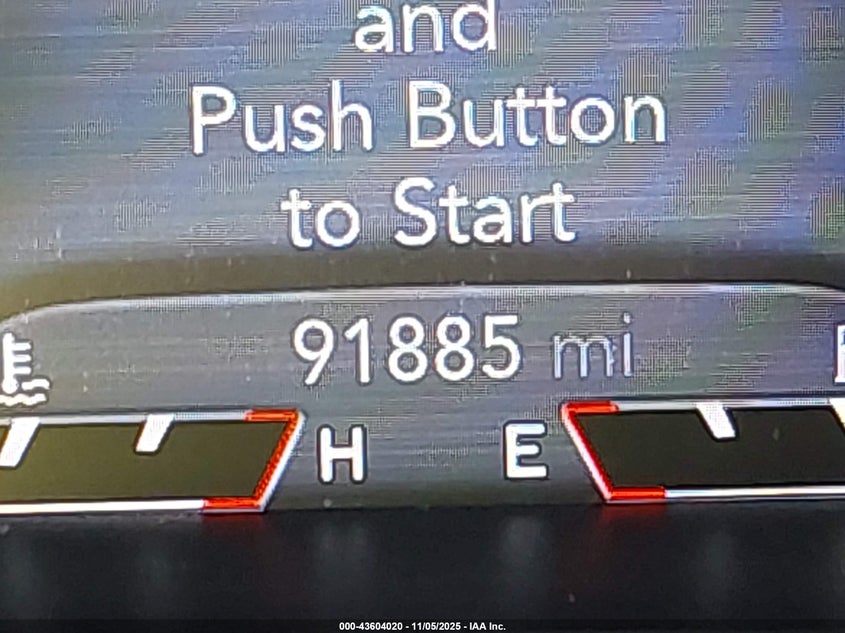 and
Push Button
to Start
91885 mi
H E
000-43604020 - 11/05/2025 - IAA Inc.